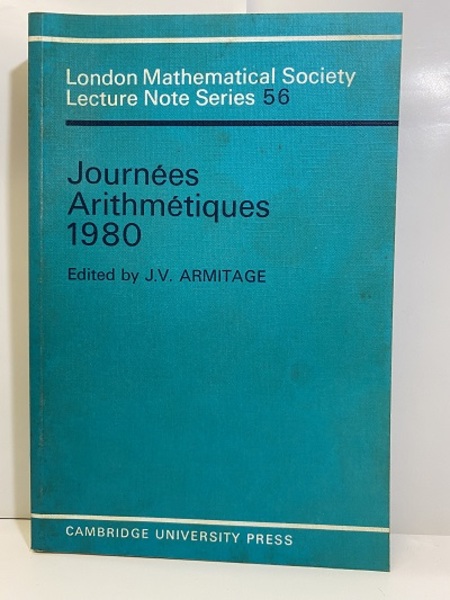 London Mathematical Society
Lecture Note Series 56
Journées
Arithmétiques
1980
Edited by J.V. ARMITAGE
CAMBRIDGE UNIVERSITY PRESS